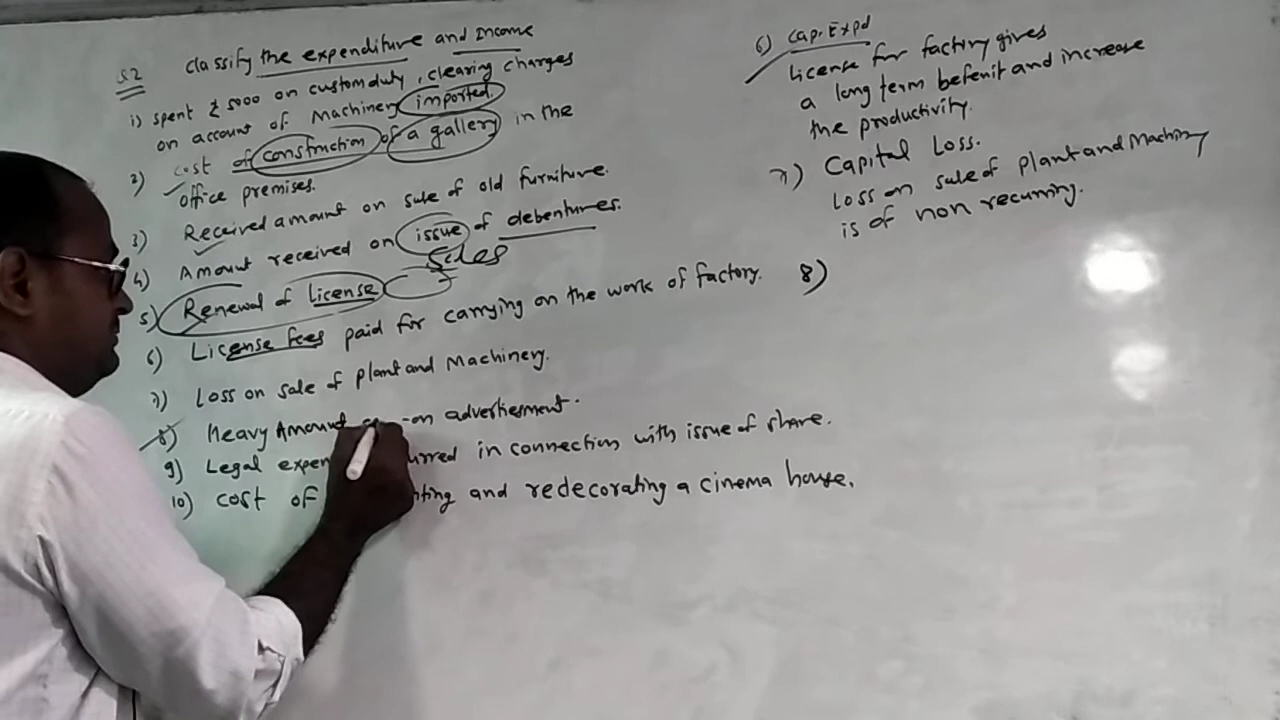 52 classify the expenditure and Income
1) spent ₹ 5000 on custom duty, clearing charges
on account of Machinery imported.
2) cost of construction of a gallery in the
office premises.
3) Received amount on sale of old furniture.
4) Amount received on issue of debentures.
Sales
5) Renewal of license
6) License fees paid for carrying on the work of factory.
7) Loss on sale of plant and Machinery.
8) Heavy Amount on advertiesment.
9) Legal expen urred in connection with issue of share.
10) cost of nting and redecorating a cinema house.
6) Cap. Expd
License for factory gives
a long term befenit and increase
the productivity.
7) Capital Loss.
Loss on sale of plant and Machinery
is of non recurring.
8)